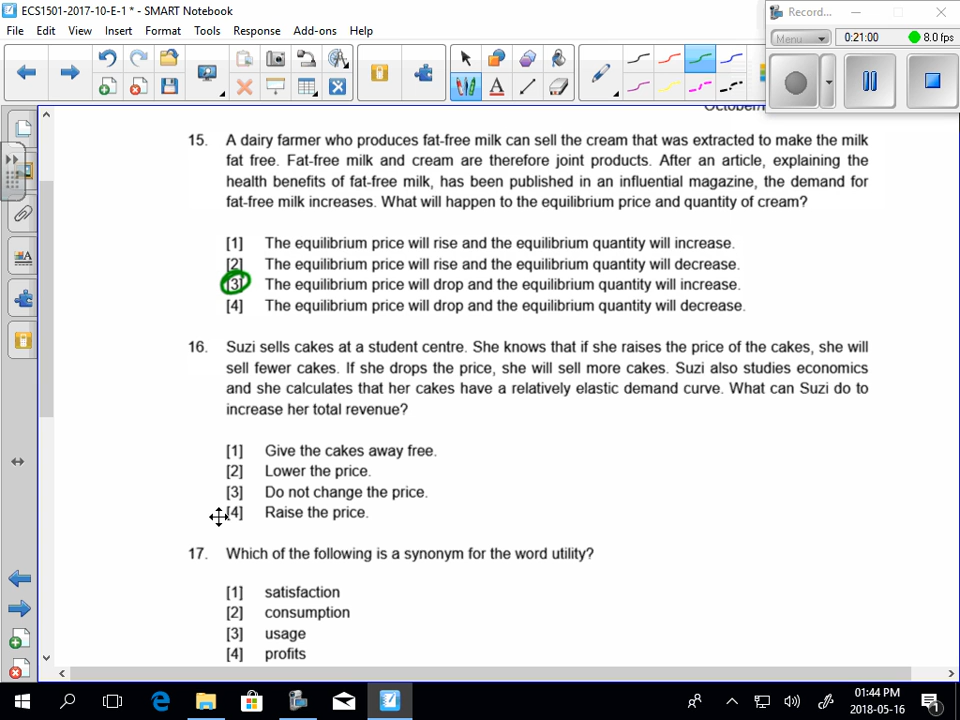 ECS1501-2017-10-E-1 * - SMART Notebook
Record...
File Edit View Insert Format Tools Response Add-ons Help
Menu 0:21:00 8.0 fps
15. A dairy farmer who produces fat-free milk can sell the cream that was extracted to make the milk
fat free. Fat-free milk and cream are therefore joint products. After an article, explaining the
health benefits of fat-free milk, has been published in an influential magazine, the demand for
fat-free milk increases. What will happen to the equilibrium price and quantity of cream?
[1] The equilibrium price will rise and the equilibrium quantity will increase.
[2] The equilibrium price will rise and the equilibrium quantity will decrease.
[3] The equilibrium price will drop and the equilibrium quantity will increase.
[4] The equilibrium price will drop and the equilibrium quantity will decrease.
16. Suzi sells cakes at a student centre. She knows that if she raises the price of the cakes, she will
sell fewer cakes. If she drops the price, she will sell more cakes. Suzi also studies economics
and she calculates that her cakes have a relatively elastic demand curve. What can Suzi do to
increase her total revenue?
[1] Give the cakes away free.
[2] Lower the price.
[3] Do not change the price.
[4] Raise the price.
17. Which of the following is a synonym for the word utility?
[1] satisfaction
[2] consumption
[3] usage
[4] profits
01:44 PM
2018-05-16